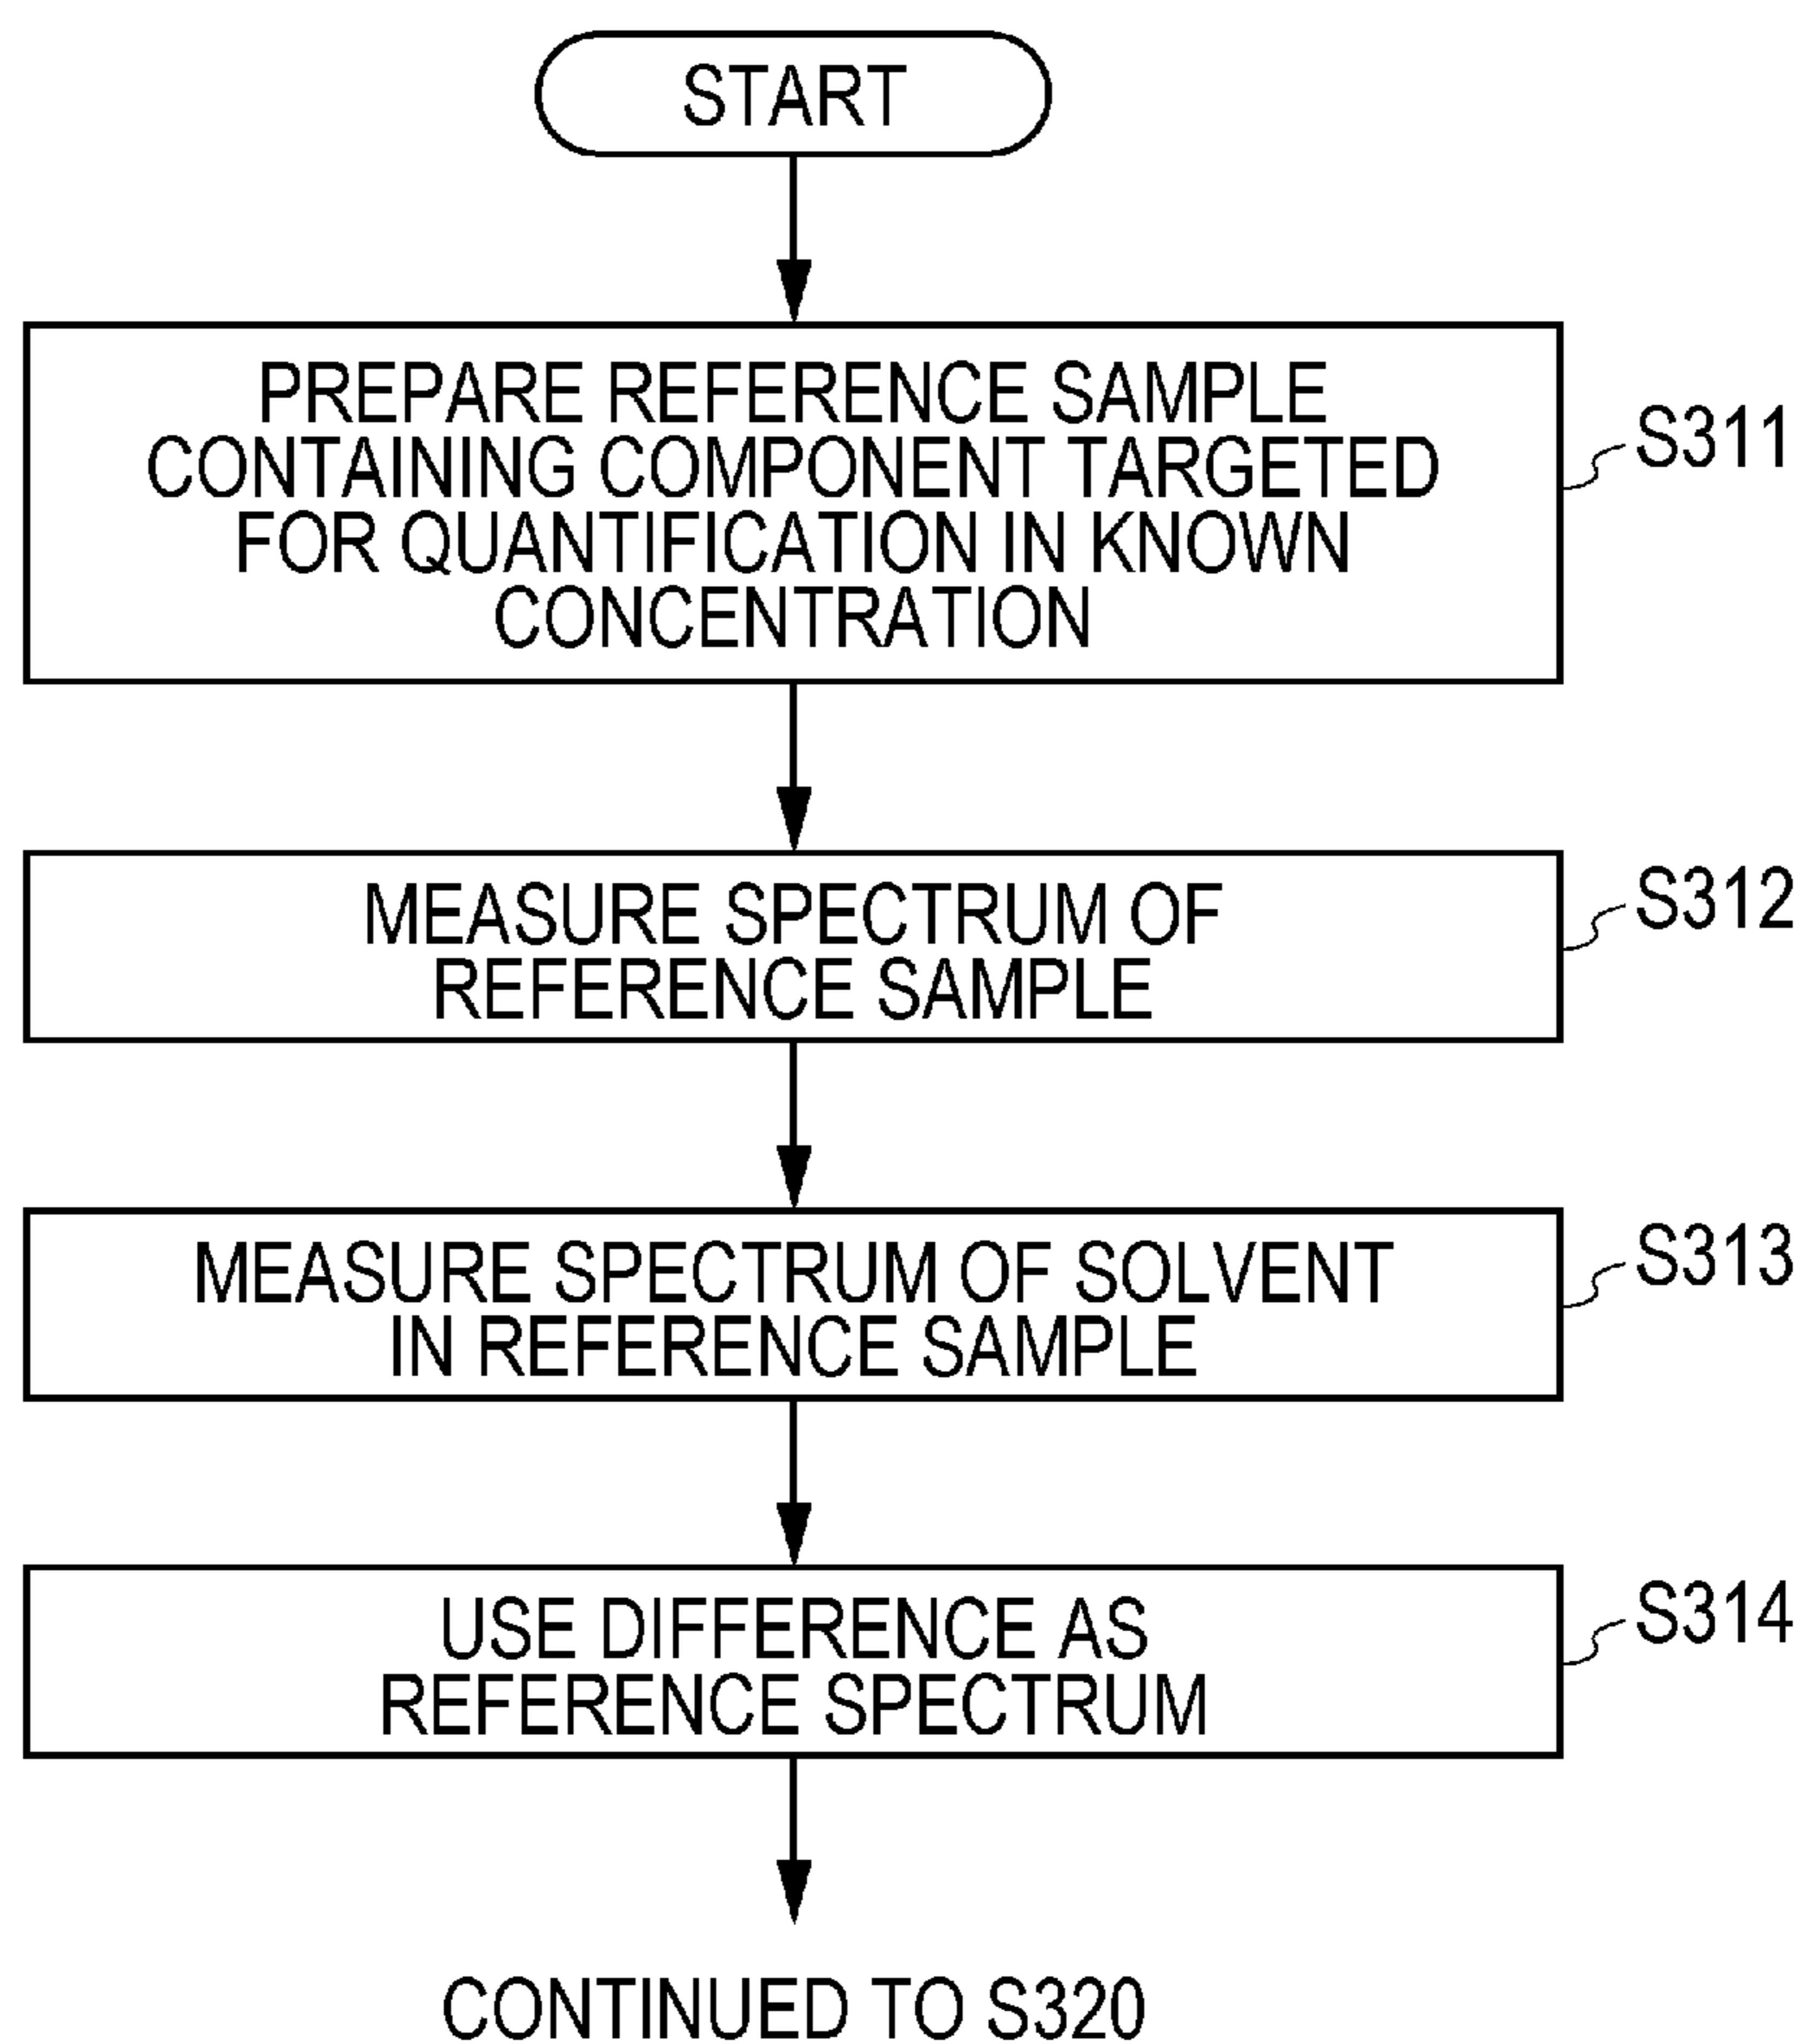 START
PREPARE REFERENCE SAMPLE
CONTAINING COMPONENT TARGETED
FOR QUANTIFICATION IN KNOWN
CONCENTRATION
S311
MEASURE SPECTRUM OF
REFERENCE SAMPLE
S312
MEASURE SPECTRUM OF SOLVENT
IN REFERENCE SAMPLE
S313
USE DIFFERENCE AS
REFERENCE SPECTRUM
S314
CONTINUED TO S320